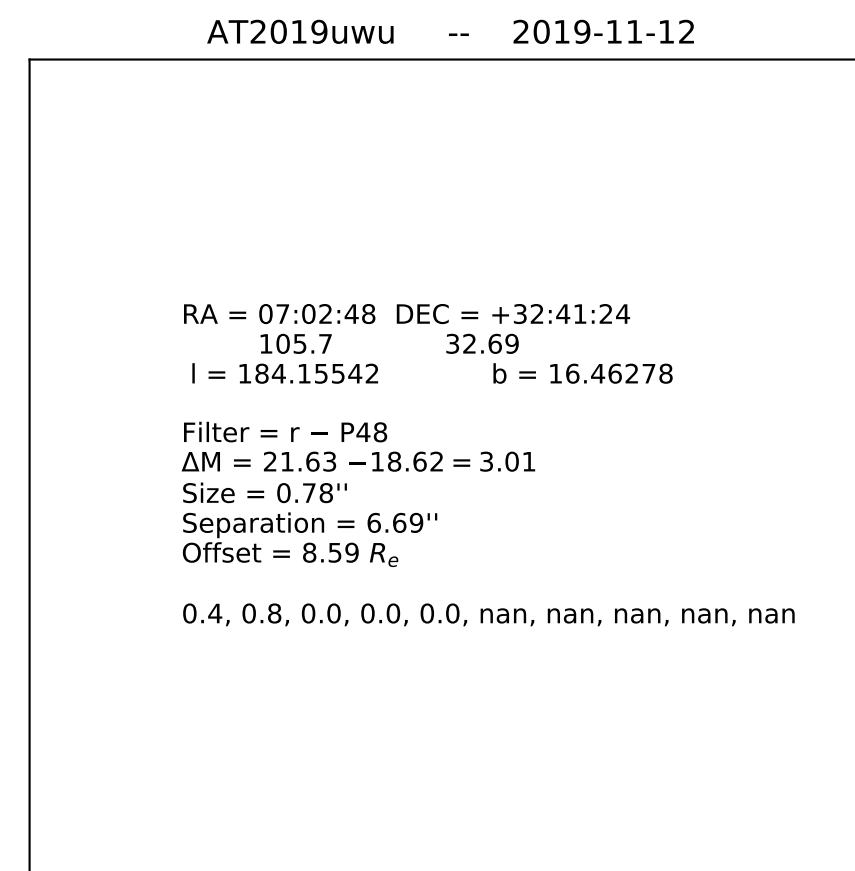 AT2019uwu -- 2019-11-12
RA = 07:02:48 DEC = +32:41:24
105.7 32.69
l = 184.15542 b = 16.46278
Filter = r − P48
ΔM = 21.63 −18.62 = 3.01
Size = 0.78''
Separation = 6.69''
Offset = 8.59 Rₑ
0.4, 0.8, 0.0, 0.0, 0.0, nan, nan, nan, nan, nan